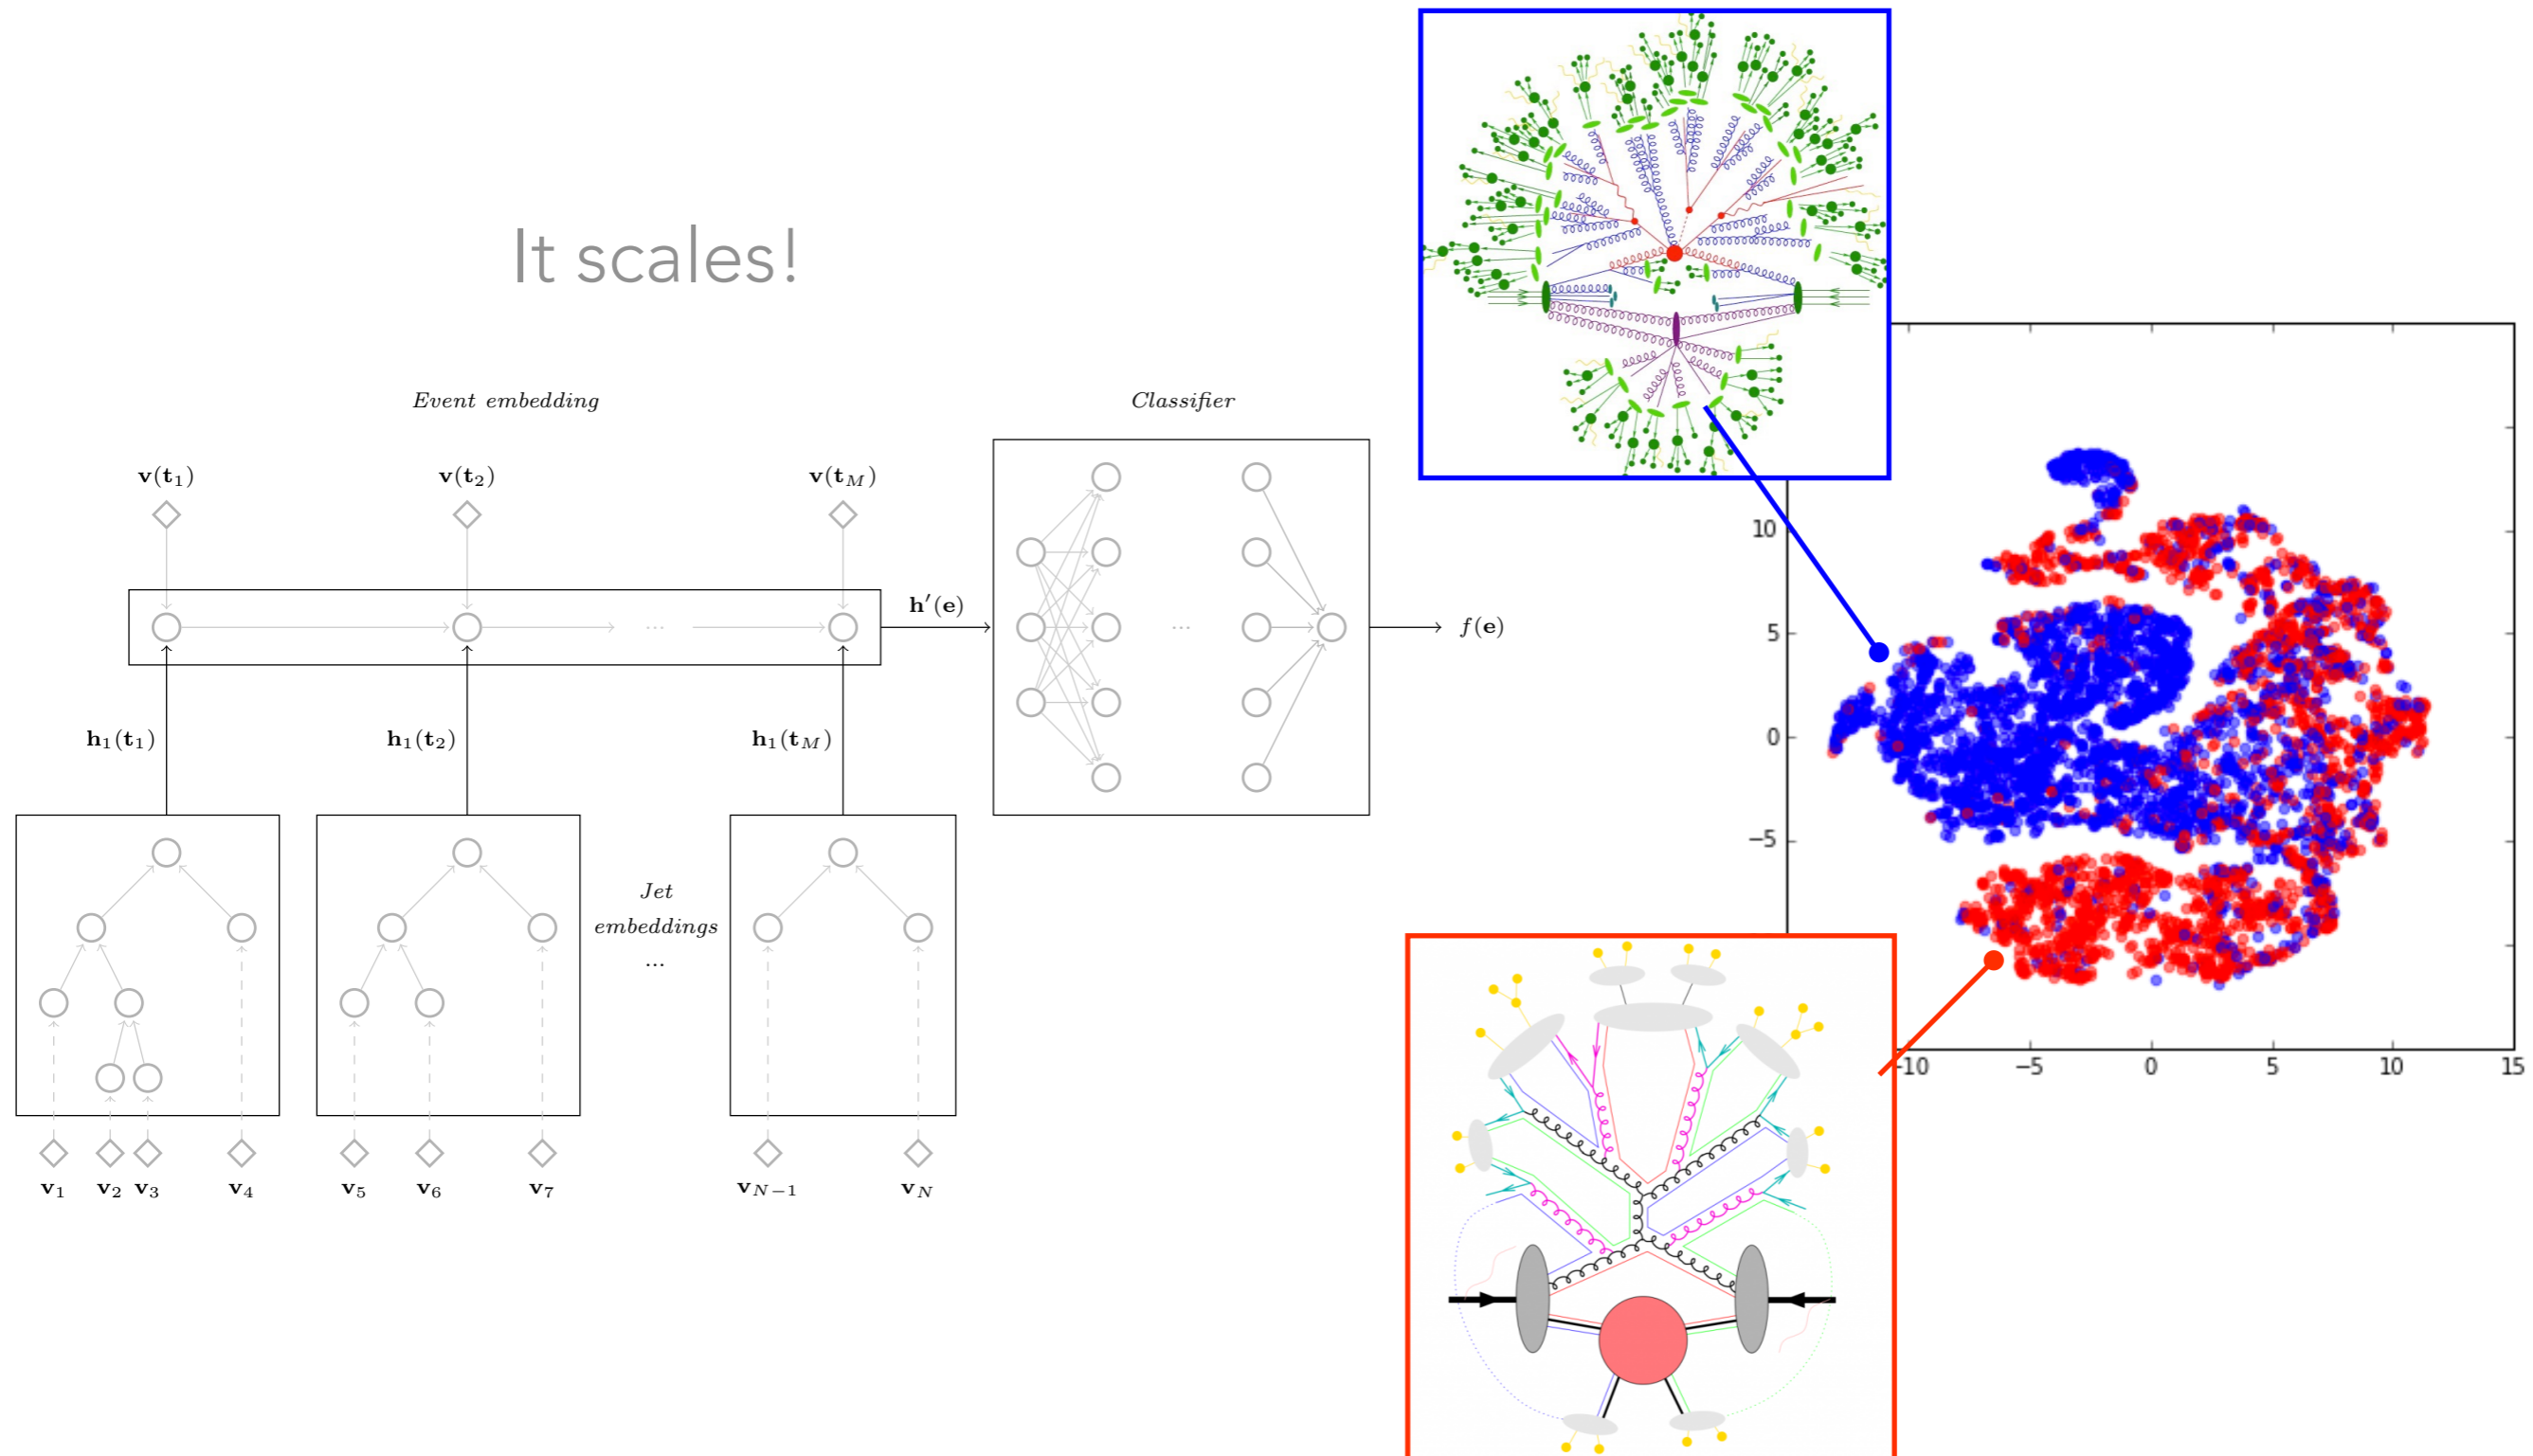 It scales!
Event embedding
Classifier
v(t₁)
v(t₂)
v(t_M)
h′(e)
...
...
f(e)
h₁(t₁)
h₁(t₂)
h₁(t_M)
Jet
embeddings
...
v₁
v₂
v₃
v₄
v₅
v₆
v₇
v_{N−1}
v_N
10
5
0
−5
−10
−5
0
5
10
15